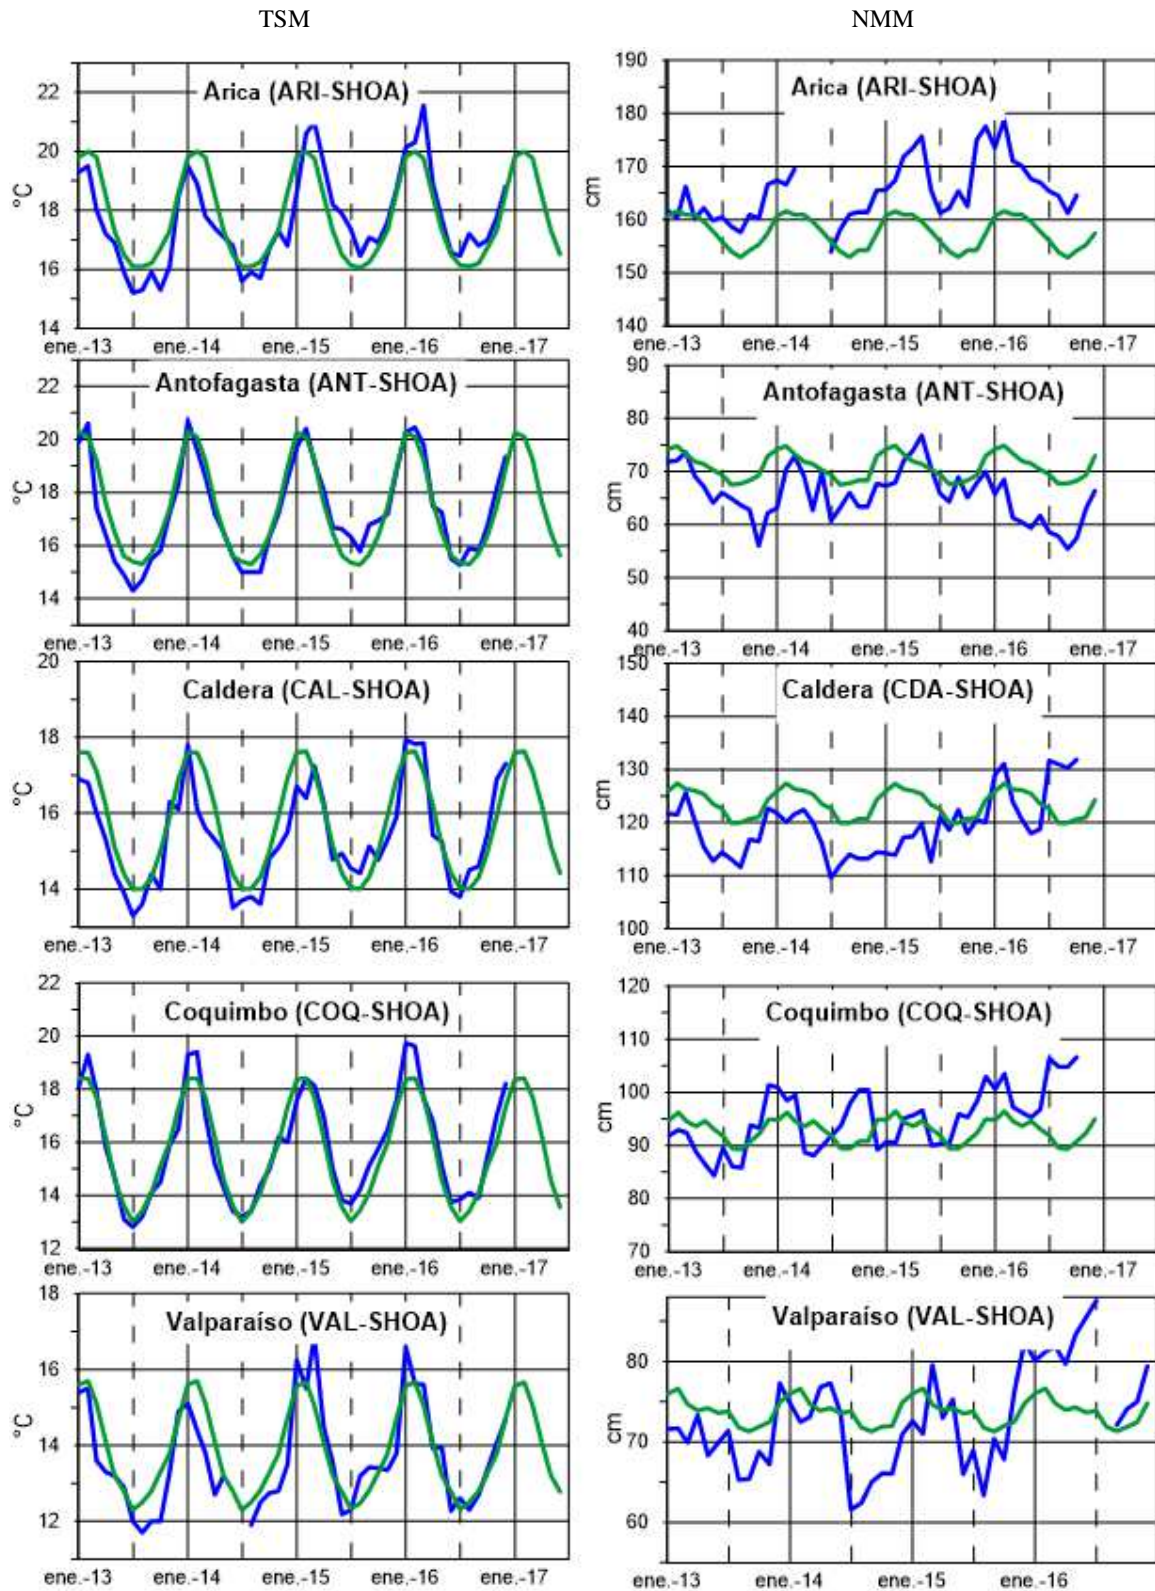 TSM
NMM
Arica (ARI-SHOA)
22
20
18
16
14
°C
ene.-13 ene.-14 ene.-15 ene.-16 ene.-17
Arica (ARI-SHOA)
190
180
170
160
150
140
cm
ene.-13 ene.-14 ene.-15 ene.-16 ene.-17
Antofagasta (ANT-SHOA)
22
20
18
16
14
°C
ene.-13 ene.-14 ene.-15 ene.-16 ene.-17
Antofagasta (ANT-SHOA)
90
80
70
60
50
40
cm
ene.-13 ene.-14 ene.-15 ene.-16 ene.-17
Caldera (CAL-SHOA)
20
18
16
14
°C
ene.-13 ene.-14 ene.-15 ene.-16 ene.-17
Caldera (CDA-SHOA)
150
140
130
120
110
100
cm
ene.-13 ene.-14 ene.-15 ene.-16 ene.-17
Coquimbo (COQ-SHOA)
22
20
18
16
14
12
°C
ene.-13 ene.-14 ene.-15 ene.-16 ene.-17
Coquimbo (COQ-SHOA)
120
110
100
90
80
70
cm
ene.-13 ene.-14 ene.-15 ene.-16 ene.-17
Valparaíso (VAL-SHOA)
18
16
14
12
°C
ene.-13 ene.-14 ene.-15 ene.-16 ene.-17
Valparaíso (VAL-SHOA)
80
70
60
cm
ene.-13 ene.-14 ene.-15 ene.-16